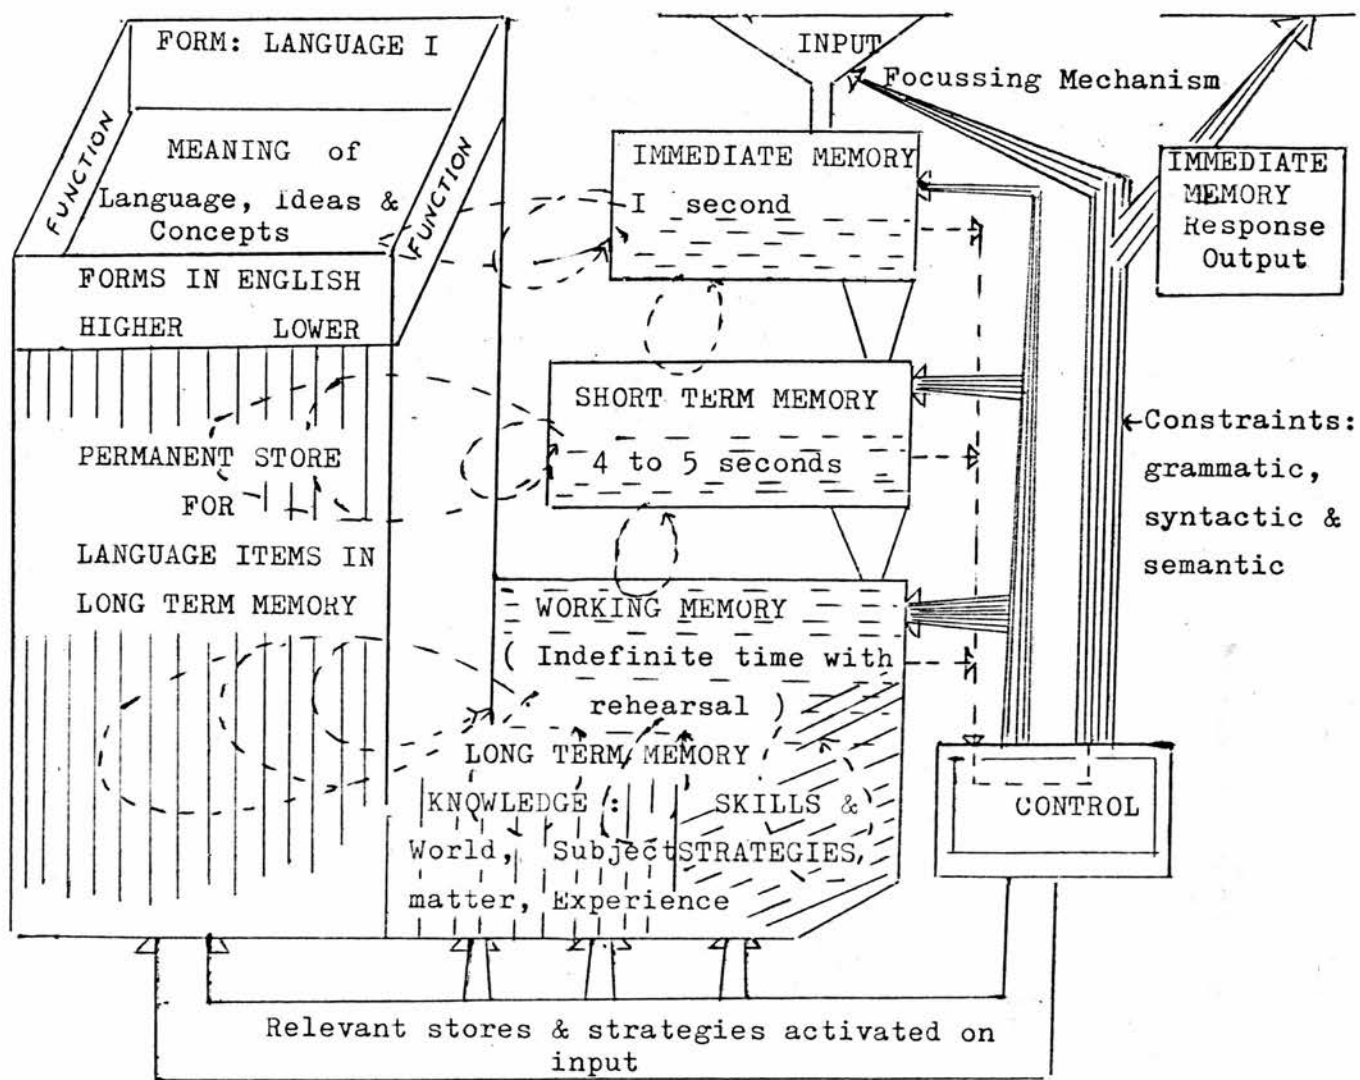 FORM: LANGUAGE I
FUNCTION
MEANING of
Language, Ideas &
Concepts
FUNCTION
FORMS IN ENGLISH
HIGHER LOWER
PERMANENT STORE
FOR
LANGUAGE ITEMS IN
LONG TERM MEMORY
INPUT
Focussing Mechanism
IMMEDIATE MEMORY
I second
SHORT TERM MEMORY
4 to 5 seconds
WORKING MEMORY
( Indefinite time with
rehearsal )
LONG TERM MEMORY
KNOWLEDGE :
World, Subject
matter, Experience
SKILLS &
STRATEGIES
IMMEDIATE
MEMORY
Response
Output
Constraints:
grammatic,
syntactic &
semantic
CONTROL
Relevant stores & strategies activated on
input